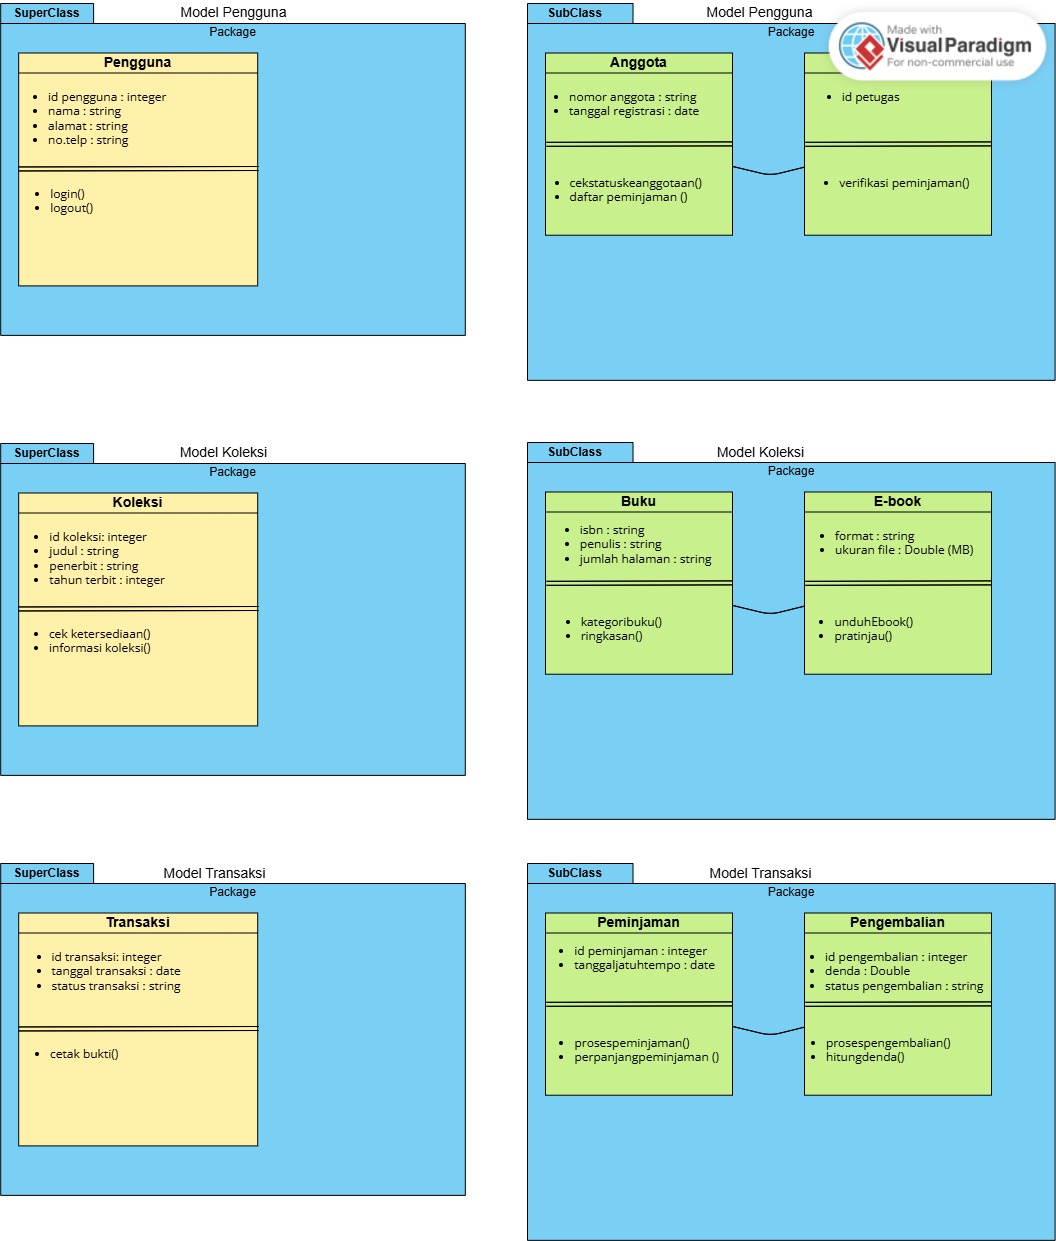 SuperClass
Model Pengguna
Package
Pengguna
id pengguna : integer
nama : string
alamat : string
no.telp : string
login()
logout()
SubClass
Model Pengguna
Package
Made with
Visual Paradigm
For non-commercial use
Anggota
nomor anggota : string
tanggal registrasi : date
cekstatuskeanggotaan()
daftar peminjaman ()
id petugas
verifikasi peminjaman()
SuperClass
Model Koleksi
Package
Koleksi
id koleksi: integer
judul : string
penerbit : string
tahun terbit : integer
cek ketersediaan()
informasi koleksi()
SubClass
Model Koleksi
Package
Buku
isbn : string
penulis : string
jumlah halaman : string
kategoribuku()
ringkasan()
E-book
format : string
ukuran file : Double (MB)
unduhEbook()
pratinjau()
SuperClass
Model Transaksi
Package
Transaksi
id transaksi: integer
tanggal transaksi : date
status transaksi : string
cetak bukti()
SubClass
Model Transaksi
Package
Peminjaman
id peminjaman : integer
tanggaljatuhtempo : date
prosespeminjaman()
perpanjangpeminjaman ()
Pengembalian
id pengembalian : integer
denda : Double
status pengembalian : string
prosespengembalian()
hitungdenda()